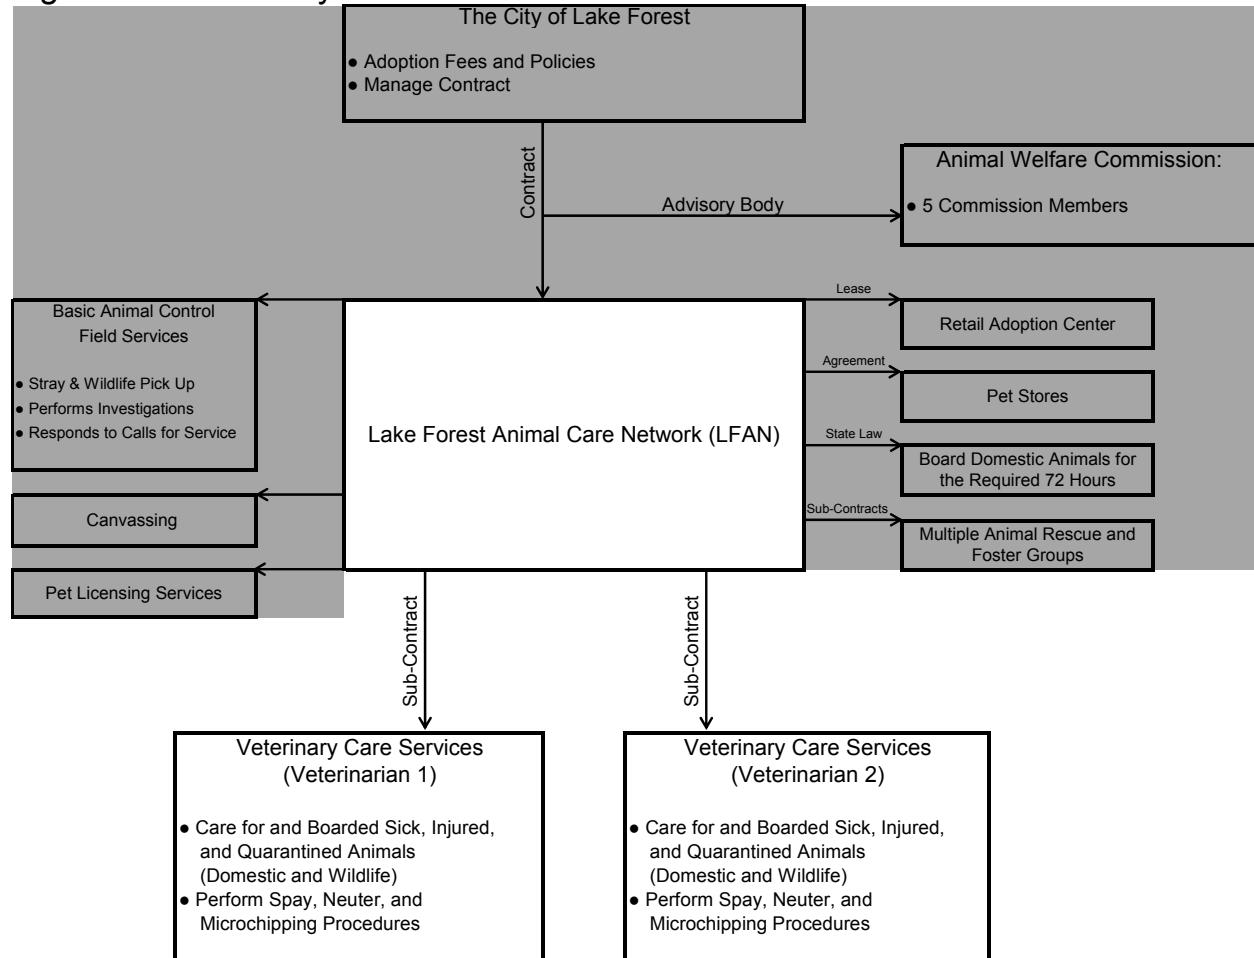 The City of Lake Forest
● Adoption Fees and Policies
● Manage Contract
Contract
Advisory Body
Animal Welfare Commission:
● 5 Commission Members
Basic Animal Control
Field Services
● Stray & Wildlife Pick Up
● Performs Investigations
● Responds to Calls for Service
Canvassing
Pet Licensing Services
Lake Forest Animal Care Network (LFAN)
Lease
Retail Adoption Center
Agreement
Pet Stores
State Law
Board Domestic Animals for
the Required 72 Hours
Sub-Contracts
Multiple Animal Rescue and
Foster Groups
Sub-Contract
Sub-Contract
Veterinary Care Services
(Veterinarian 1)
● Care for and Boarded Sick, Injured,
and Quarantined Animals
(Domestic and Wildlife)
● Perform Spay, Neuter, and
Microchipping Procedures
Veterinary Care Services
(Veterinarian 2)
● Care for and Boarded Sick, Injured,
and Quarantined Animals
(Domestic and Wildlife)
● Perform Spay, Neuter, and
Microchipping Procedures